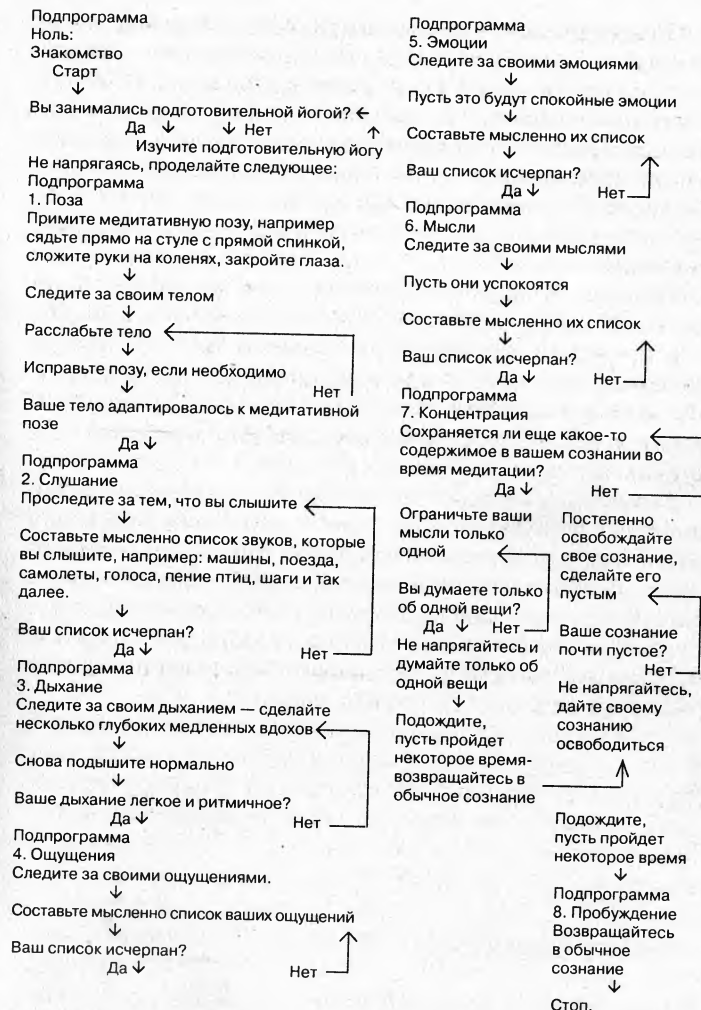 Подпрограмма
Ноль:
Знакомство
Старт
↓
Вы занимались подготовительной йогой? ←
Да ↓ ↓ Нет ↑
Изучите подготовительную йогу
Не напрягаясь, проделайте следующее:
Подпрограмма
1. Поза
Примите медитативную позу, например
сядьте прямо на стуле с прямой спинкой,
сложите руки на коленях, закройте глаза.
↓
Следите за своим телом
↓
Расслабьте тело ←
↓
Исправьте позу, если необходимо
↓ Нет
Ваше тело адаптировалось к медитативной
позе
Да ↓
Подпрограмма
2. Слушание
Проследите за тем, что вы слышите ←
↓
Составьте мысленно список звуков, которые
вы слышите, например: машины, поезда,
самолеты, голоса, пение птиц, шаги и так
далее.
↓
Ваш список исчерпан?
Да ↓ Нет
Подпрограмма
3. Дыхание
Следите за своим дыханием — сделайте
несколько глубоких медленных вдохов ←
↓
Снова подышите нормально
↓
Ваше дыхание легкое и ритмичное?
Да ↓ Нет
Подпрограмма
4. Ощущения
Следите за своими ощущениями.
↓
Составьте мысленно список ваших ощущений
↓ ↑
Ваш список исчерпан?
Да ↓ Нет
Подпрограмма
5. Эмоции
Следите за своими эмоциями
↓
Пусть это будут спокойные эмоции
↓
Составьте мысленно их список
↓ ↑
Ваш список исчерпан?
Да ↓ Нет
Подпрограмма
6. Мысли
Следите за своими мыслями
↓
Пусть они успокоятся
↓
Составьте мысленно их список
↓ ↑
Ваш список исчерпан?
Да ↓ Нет
Подпрограмма
7. Концентрация
Сохраняется ли еще какое-то ←
содержимое в вашем сознании во
время медитации?
Да ↓ Нет
Ограничьте ваши
мысли только
одной ←
↓
Вы думаете только
об одной вещи?
Да ↓ Нет
Не напрягайтесь и
думайте только об
одной вещи
↓
Подождите,
пусть пройдет
некоторое время-
возвращайтесь в
обычное сознание
Постепенно
освобождайте
свое сознание,
сделайте его
пустым ←
Ваше сознание
почти пустое?
Нет
Не напрягайтесь,
дайте своему
сознанию
освободиться
↑
Подождите,
пусть пройдет
некоторое время
↓
Подпрограмма
8. Пробуждение
Возвращайтесь
в обычное
сознание
↓
Стоп.